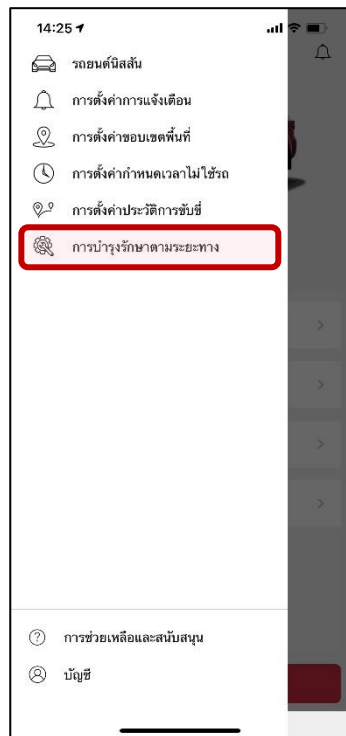 14:25
รถยนต์นิสสัน
การตั้งค่าการแจ้งเตือน
การตั้งค่าขอบเขตพื้นที่
การตั้งค่ากำหนดเวลาไม่ใช้รถ
การตั้งค่าประวัติการขับขี่
การบำรุงรักษาตามระยะทาง
การช่วยเหลือและสนับสนุน
บัญชี